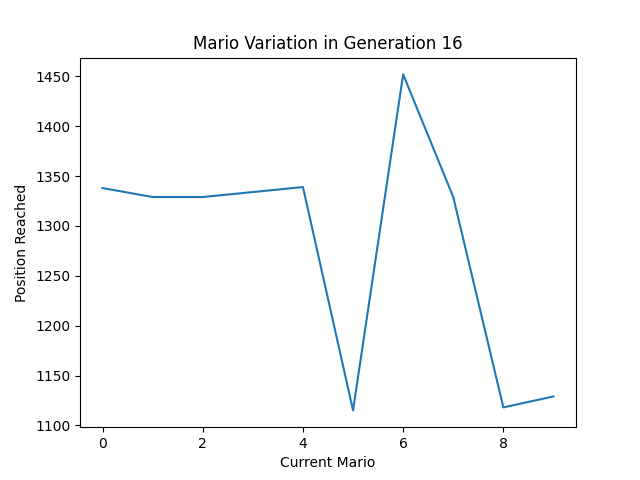 Mario Variation in Generation 16
Position Reached
1450
1400
1350
1300
1250
1200
1150
1100
0 2 4 6 8
Current Mario